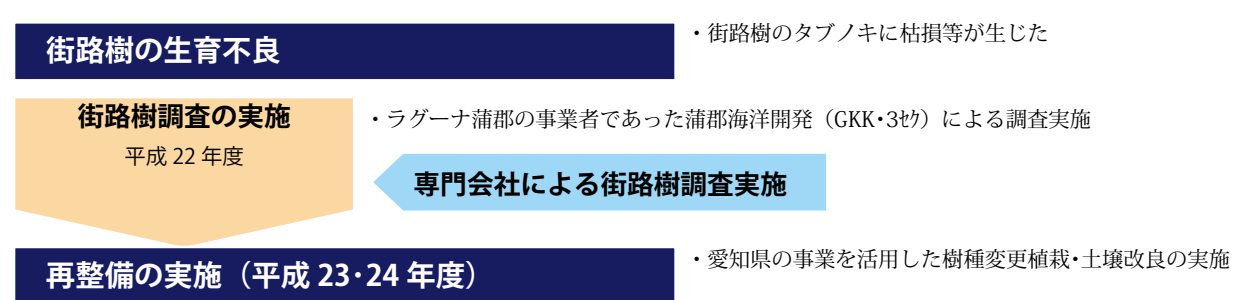 街路樹の生育不良
・街路樹のタブノキに枯損等が生じた
街路樹調査の実施
平成 22 年度
・ラグーナ蒲郡の事業者であった蒲郡海洋開発（GKK･3ｾｸ）による調査実施
専門会社による街路樹調査実施
再整備の実施（平成 23･24 年度）
・愛知県の事業を活用した樹種変更植栽･土壌改良の実施